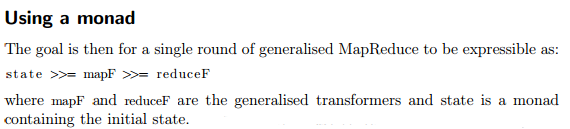 Using a monad
The goal is then for a single round of generalised MapReduce to be expressible as:
state >>= mapF >>= reduceF
where mapF and reduceF are the generalised transformers and state is a monad
containing the initial state.